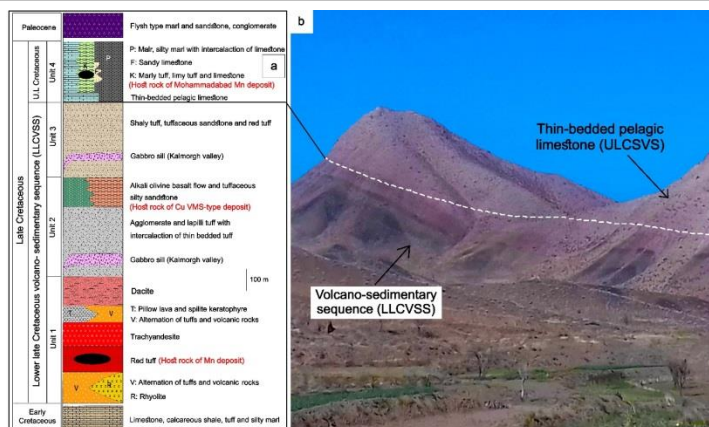 Paleocene
Flysh type marl and sandstone, conglomerate
a
U.L Cretaceous
Unit 4
P
K
P: Malr, silty marl with intercalaction of limestone
F: Sandy limestone
K: Marly tuff, limy tuff and limestone
(Host rock of Mohammadabad Mn deposit)
Thin-bedded pelagic limestone
Late Cretaceous
Lower late Cretaceous volcano- sedimentary sequence (LLCVSS)
Unit 3
Shaly tuff, tuffaceous sandstone and red tuff
Gabbro sill (Kalmorgh valley)
Unit 2
Alkali olivine basalt flow and tuffaceous
silty sandstone
(Host rock of Cu VMS-type deposit)
Agglomerate and lapilli tuff with
intercalation of thin bedded tuff
Gabbro sill (Kalmorgh valley)
100 m
Unit 1
Dacite
T
V
T: Pillow lava and spilite keratophyre
V: Alternation of tuffs and volcanic rocks
Trachyandesite
Red tuff (Host rock of Mn deposit)
V
R
V: Alternation of tuffs and volcanic rocks
R: Rhyolite
Early
Cretaceous
Limestone, calcareous shale, tuff and silty marl
b
Thin-bedded pelagic
limestone (ULCSVS)
Volcano-sedimentary
sequence (LLCVSS)